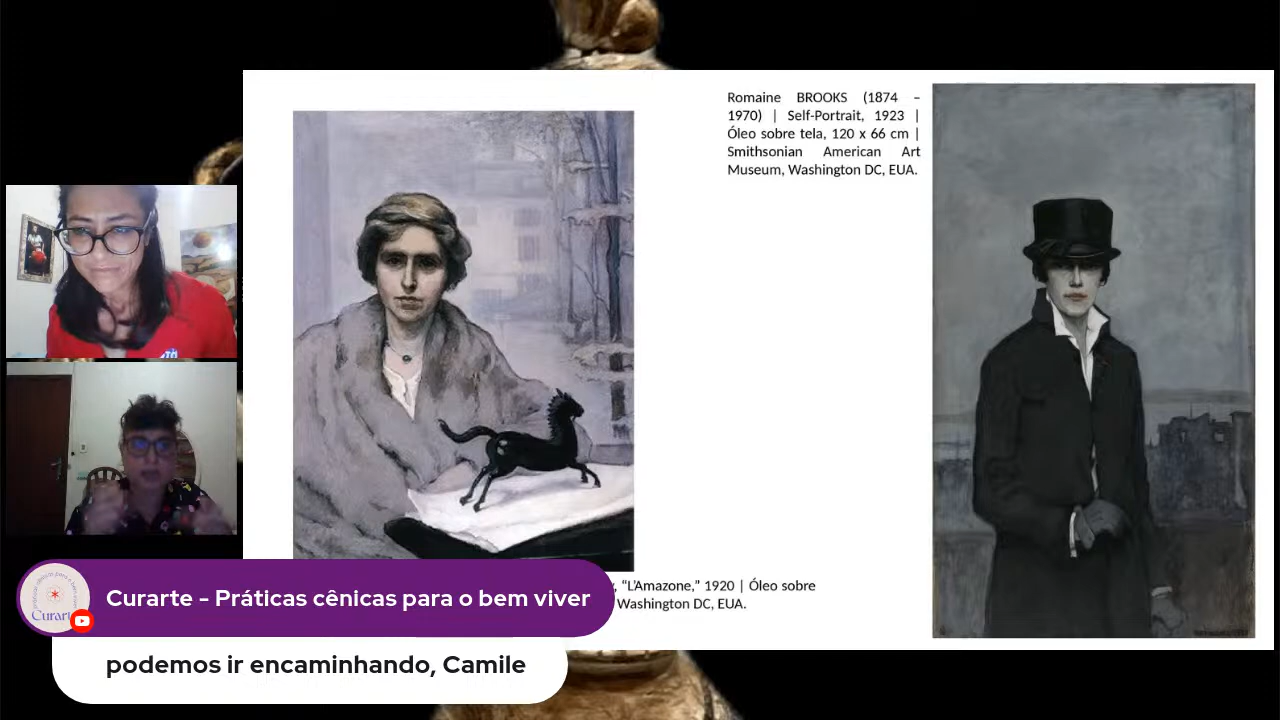 Romaine BROOKS (1874 –
1970) | Self-Portrait, 1923 |
Óleo sobre tela, 120 x 66 cm |
Smithsonian American Art
Museum, Washington DC, EUA.
“L’Amazone,” 1920 | Óleo sobre
Washington DC, EUA.
Curarte - Práticas cênicas para o bem viver
podemos ir encaminhando, Camile